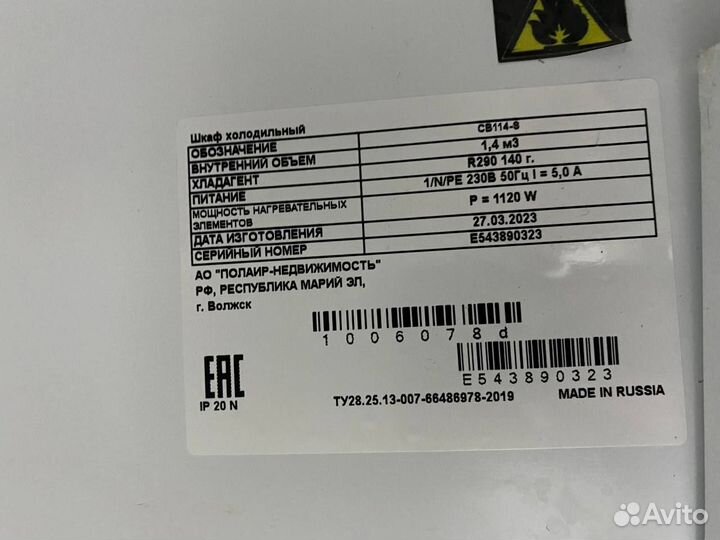 Шкаф холодильный
ОБОЗНАЧЕНИЕ CB114-S
ВНУТРЕННИЙ ОБЪЕМ 1,4 м3
ХЛАДАГЕНТ R290 140 г.
ПИТАНИЕ 1/N/PE 230В 50Гц I = 5,0 А
МОЩНОСТЬ НАГРЕВАТЕЛЬНЫХ ЭЛЕМЕНТОВ P = 1120 W
ДАТА ИЗГОТОВЛЕНИЯ 27.03.2023
СЕРИЙНЫЙ НОМЕР E543890323
АО "ПОЛАИР-НЕДВИЖИМОСТЬ"
РФ, РЕСПУБЛИКА МАРИЙ ЭЛ,
г. Волжск
1006078d
E543890323
EAC
IP 20 N
ТУ28.25.13-007-66486978-2019
MADE IN RUSSIA
Avito